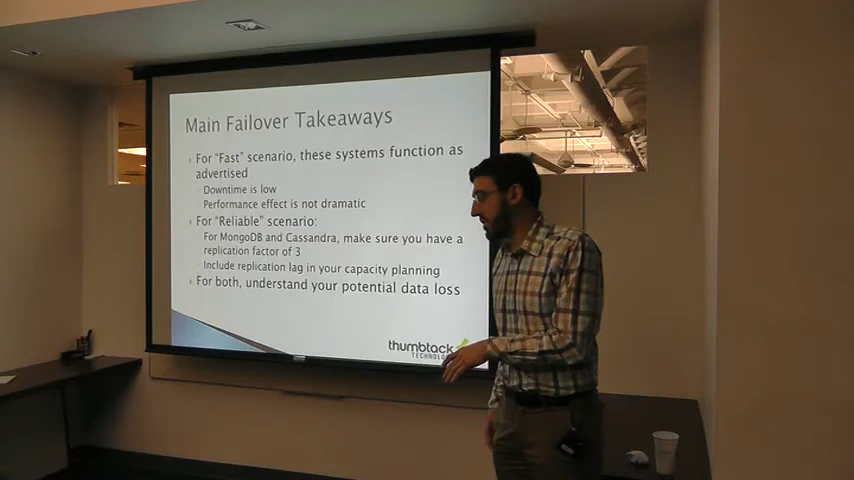 Main Failover Takeaways
For "Fast" scenario, these systems function as
advertised
Downtime is low
Performance effect is not dramatic
For "Reliable" scenario:
For MongoDB and Cassandra, make sure you have a
replication factor of 3
Include replication lag in your capacity planning
For both, understand your potential data loss
thumbtack
TECHNOLOGY